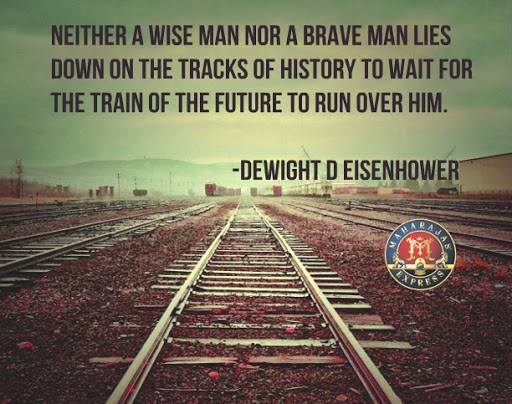 NEITHER A WISE MAN NOR A BRAVE MAN LIES
DOWN ON THE TRACKS OF HISTORY TO WAIT FOR
THE TRAIN OF THE FUTURE TO RUN OVER HIM.
-DEWIGHT D EISENHOWER
MAHARAJAS
M
EXPRESS